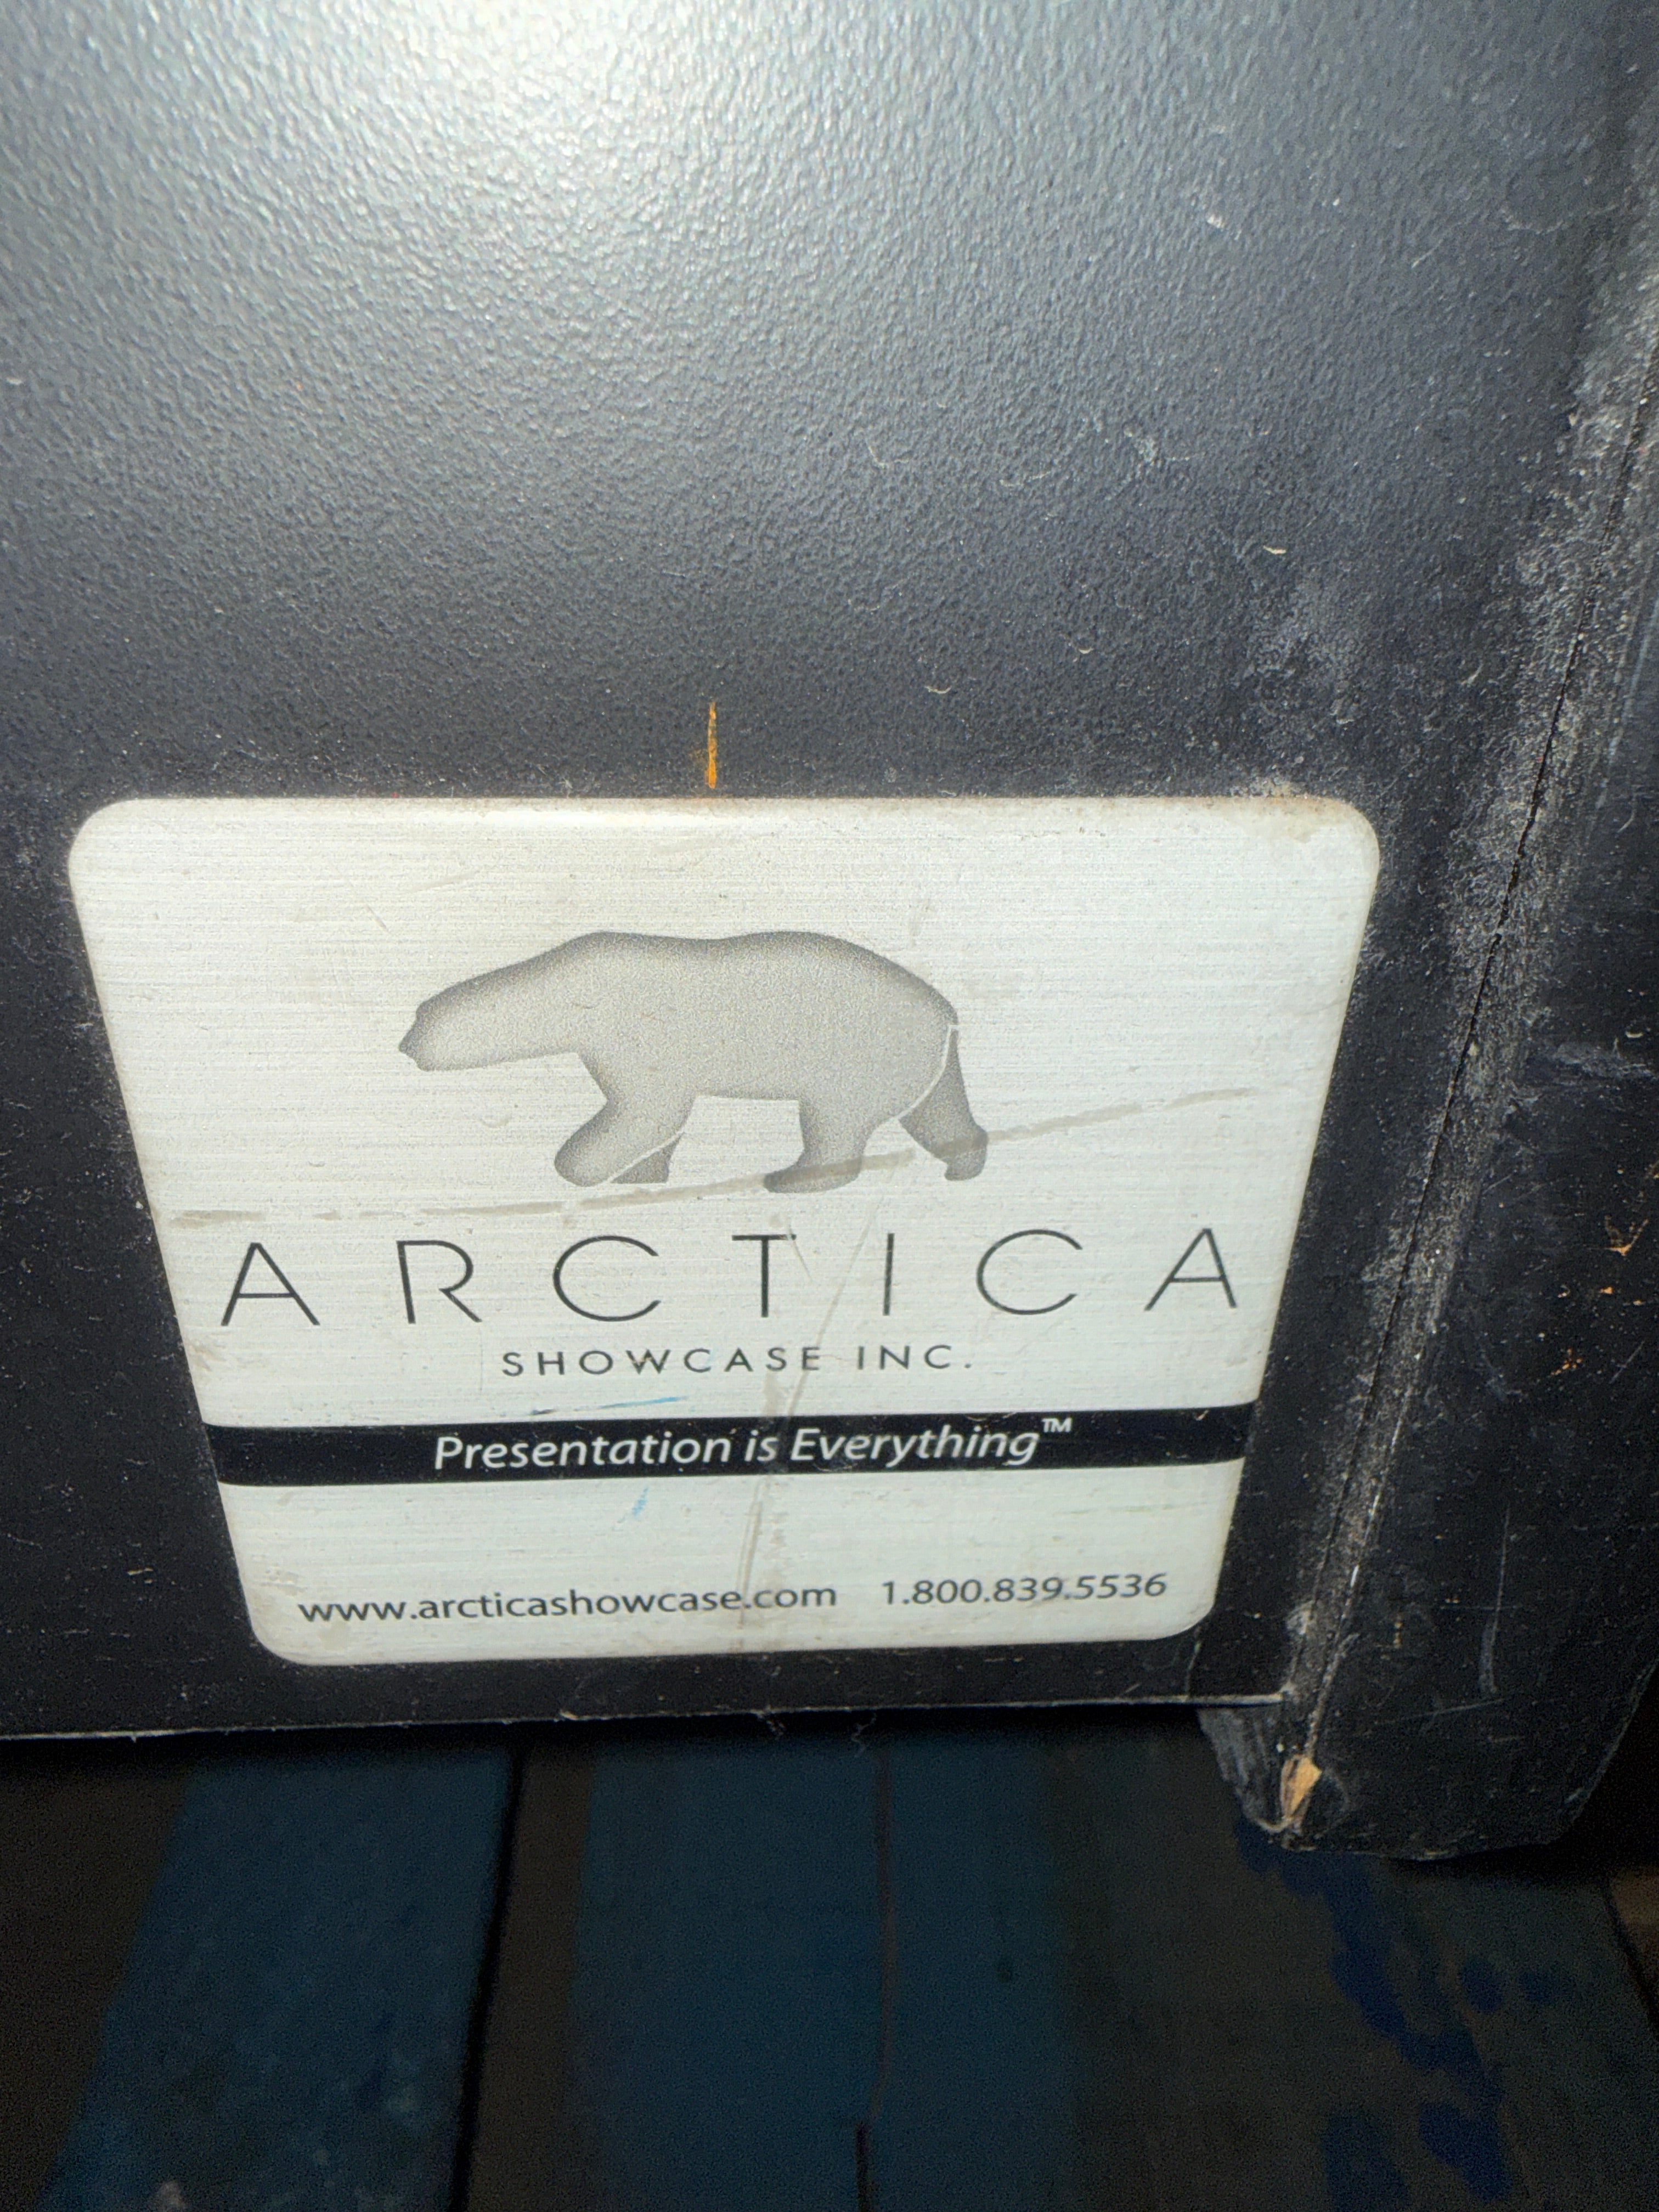 ARCTICA
SHOWCASE INC.
Presentation is Everything™
www.arcticashowcase.com 1.800.839.5536